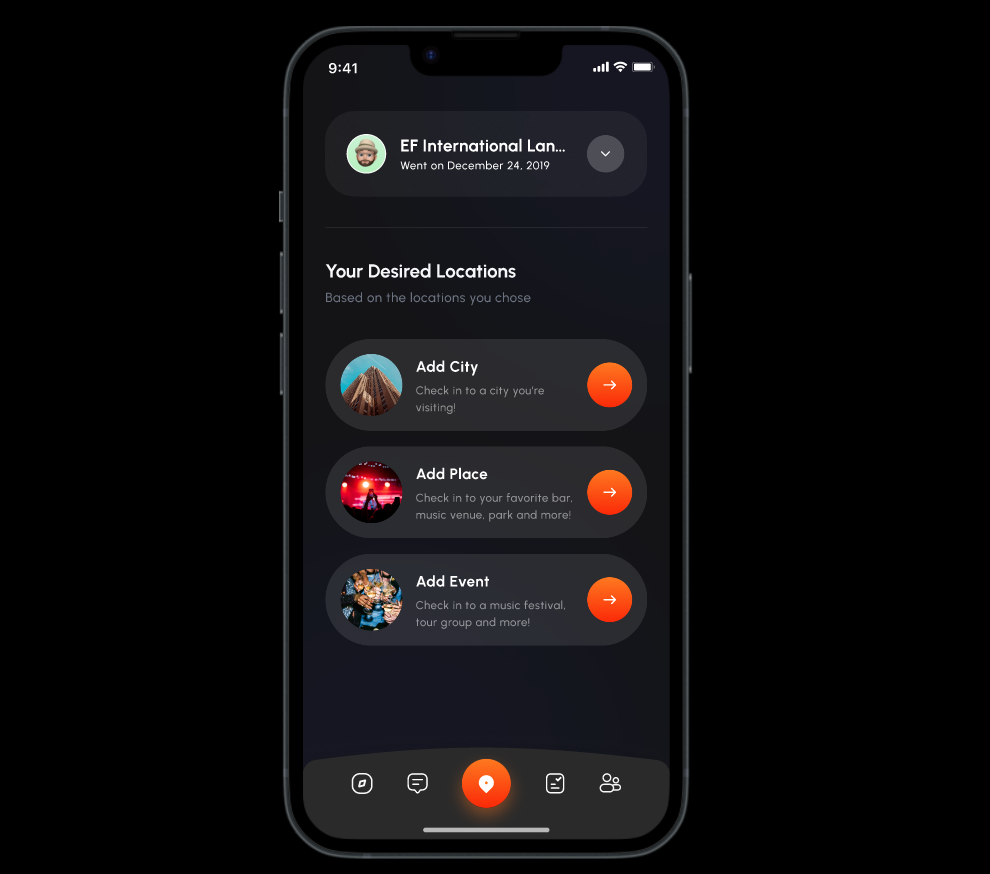 9:41
EF International Lan...
Went on December 24, 2019
Your Desired Locations
Based on the locations you chose
Add City
Check in to a city you're
visiting!
Add Place
Check in to your favorite bar,
music venue, park and more!
Add Event
Check in to a music festival,
tour group and more!